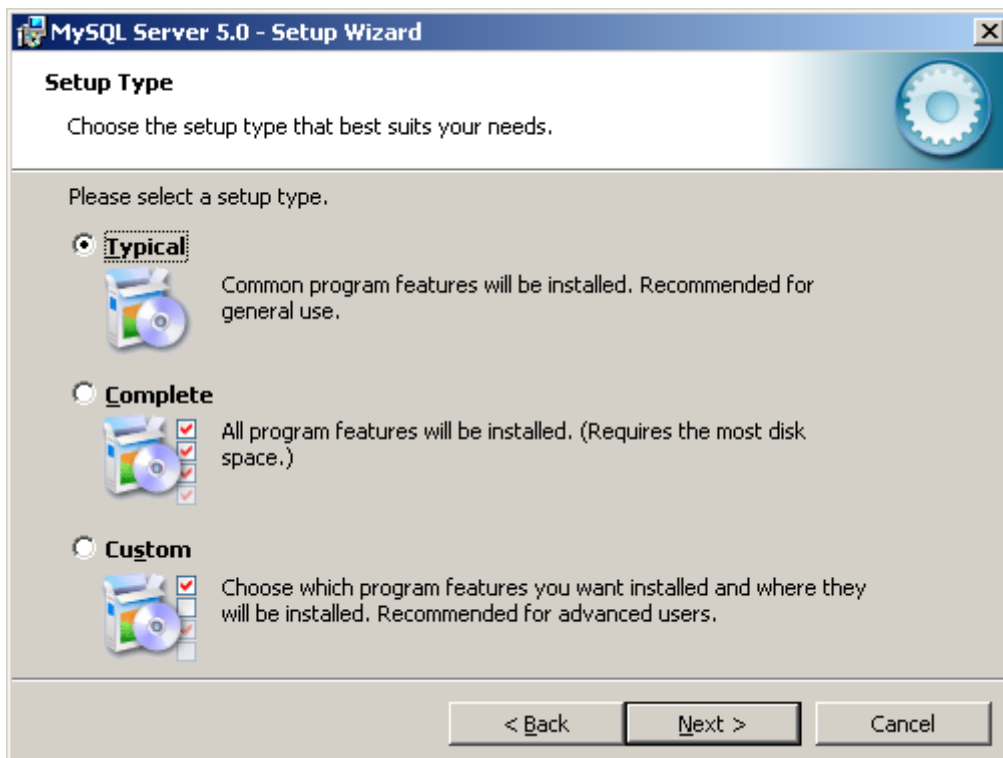 MySQL Server 5.0 - Setup Wizard
Setup Type
Choose the setup type that best suits your needs.
Please select a setup type.
Typical
Common program features will be installed. Recommended for
general use.
Complete
All program features will be installed. (Requires the most disk
space.)
Custom
Choose which program features you want installed and where they
will be installed. Recommended for advanced users.
< Back
Next >
Cancel